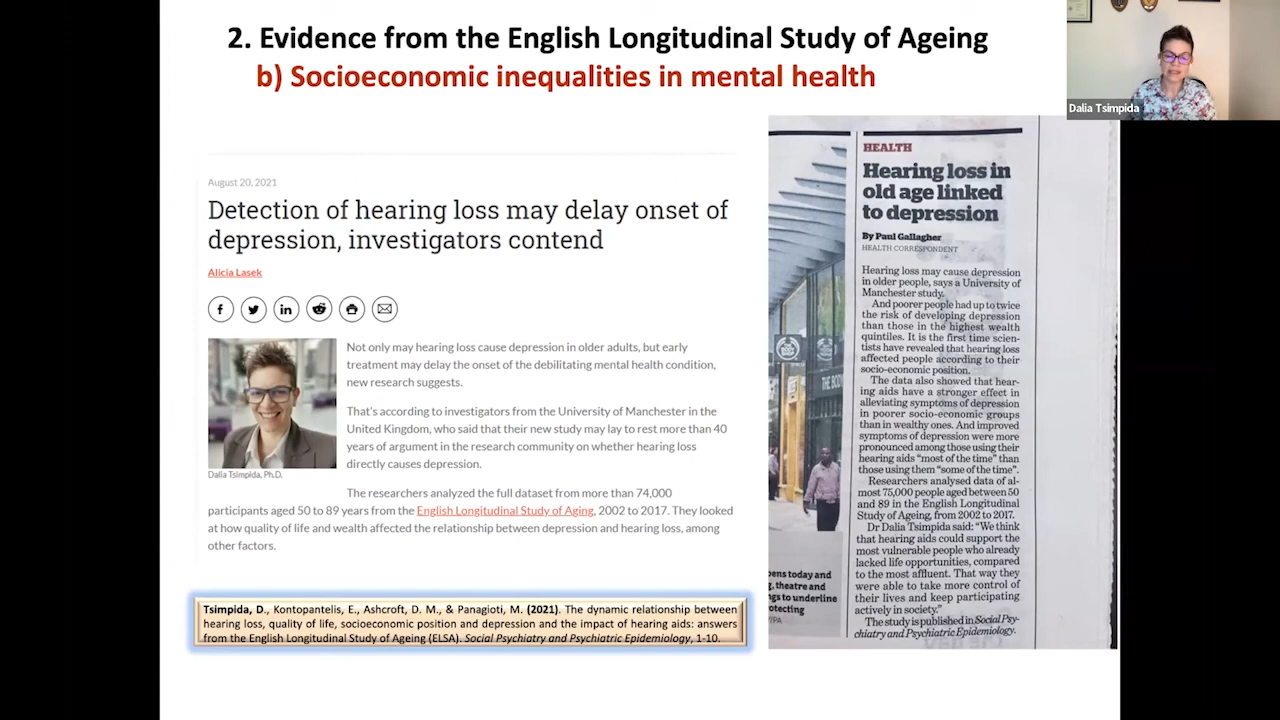 2. Evidence from the English Longitudinal Study of Ageing
b) Socioeconomic inequalities in mental health
Dalia Tsimpida
August 20, 2021
Detection of hearing loss may delay onset of
depression, investigators contend
Alicia Lasek
Not only may hearing loss cause depression in older adults, but early
treatment may delay the onset of the debilitating mental health condition,
new research suggests.
That's according to investigators from the University of Manchester in the
United Kingdom, who said that their new study may lay to rest more than 40
years of argument in the research community on whether hearing loss
directly causes depression.
Dalia Tsimpida, Ph.D.
The researchers analyzed the full dataset from more than 74,000
participants aged 50 to 89 years from the English Longitudinal Study of Aging, 2002 to 2017. They looked
at how quality of life and wealth affected the relationship between depression and hearing loss, among
other factors.
Tsimpida, D., Kontopantelis, E., Ashcroft, D. M., & Panagioti, M. (2021). The dynamic relationship between
hearing loss, quality of life, socioeconomic position and depression and the impact of hearing aids: answers
from the English Longitudinal Study of Ageing (ELSA). Social Psychiatry and Psychiatric Epidemiology, 1-10.
HEALTH
Hearing loss in
old age linked
to depression
By Paul Gallagher
HEALTH CORRESPONDENT
Hearing loss may cause depression
in older people, says a University of
Manchester study.
And poorer people had up to twice
the risk of developing depression
than those in the highest wealth
quintiles. It is the first time scien-
tists have revealed that hearing loss
affected people according to their
socio-economic position.
The data also showed that hear-
ing aids have a stronger effect in
alleviating symptoms of depression
in poorer socio-economic groups
than in wealthy ones. And improved
symptoms of depression were more
pronounced among those using their
hearing aids "most of the time" than
those using them "some of the time".
Researchers analysed data of al-
most 75,000 people aged between 50
and 89 in the English Longitudinal
Study of Ageing, from 2002 to 2017.
Dr Dalia Tsimpida said: "We think
that hearing aids could support the
most vulnerable people who already
lacked life opportunities, compared
to the most affluent. That way they
were able to take more control of
their lives and keep participating
actively in society."
The study is published in Social Psy-
chiatry and Psychiatric Epidemiology.
pens today and
g, theatre and
ngs to underline
otecting
/PA